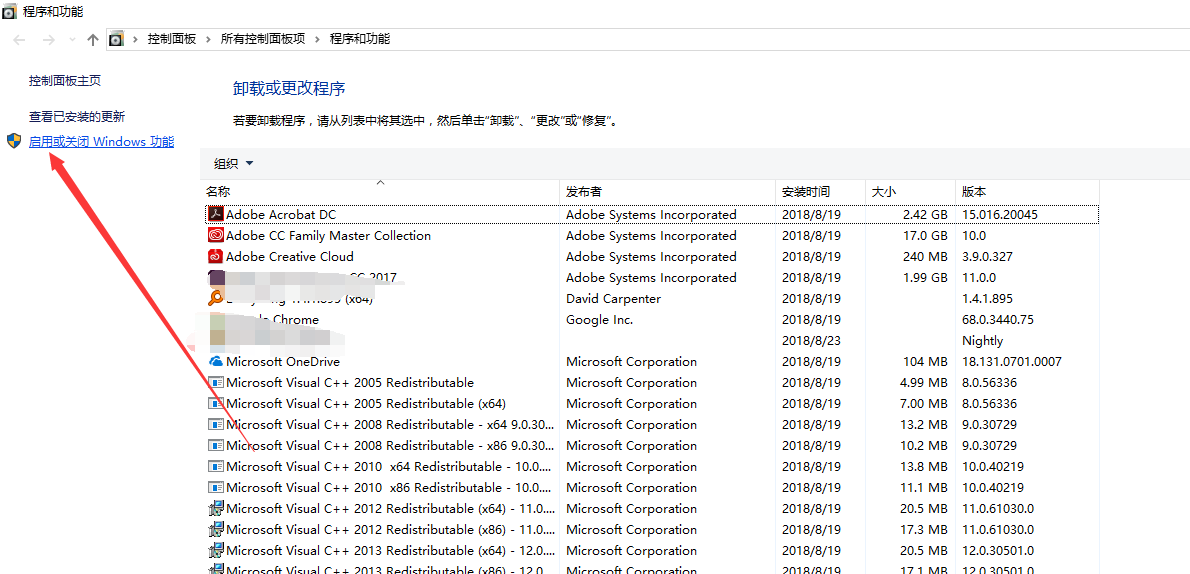 程序和功能
控制面板 › 所有控制面板项 › 程序和功能
控制面板主页
查看已安装的更新
启用或关闭 Windows 功能
卸载或更改程序
若要卸载程序，请从列表中将其选中，然后单击“卸载”、“更改”或“修复”。
组织
名称 发布者 安装时间 大小 版本
Adobe Acrobat DC Adobe Systems Incorporated 2018/8/19 2.42 GB 15.016.20045
Adobe CC Family Master Collection Adobe Systems Incorporated 2018/8/19 17.0 GB 10.0
Adobe Creative Cloud Adobe Systems Incorporated 2018/8/19 240 MB 3.9.0.327
CC 2017 Adobe Systems Incorporated 2018/8/19 1.99 GB 11.0.0
(x64) David Carpenter 2018/8/19 1.4.1.895
Chrome Google Inc. 2018/8/19 68.0.3440.75
2018/8/23 Nightly
Microsoft OneDrive Microsoft Corporation 2018/8/19 104 MB 18.131.0701.0007
Microsoft Visual C++ 2005 Redistributable Microsoft Corporation 2018/8/19 4.99 MB 8.0.56336
Microsoft Visual C++ 2005 Redistributable (x64) Microsoft Corporation 2018/8/19 7.00 MB 8.0.56336
Microsoft Visual C++ 2008 Redistributable - x64 9.0.30... Microsoft Corporation 2018/8/19 13.2 MB 9.0.30729
Microsoft Visual C++ 2008 Redistributable - x86 9.0.30... Microsoft Corporation 2018/8/19 10.2 MB 9.0.30729
Microsoft Visual C++ 2010 x64 Redistributable - 10.0.... Microsoft Corporation 2018/8/19 13.8 MB 10.0.40219
Microsoft Visual C++ 2010 x86 Redistributable - 10.0.... Microsoft Corporation 2018/8/19 11.1 MB 10.0.40219
Microsoft Visual C++ 2012 Redistributable (x64) - 11.0.... Microsoft Corporation 2018/8/19 20.5 MB 11.0.61030.0
Microsoft Visual C++ 2012 Redistributable (x86) - 11.0.... Microsoft Corporation 2018/8/19 17.3 MB 11.0.61030.0
Microsoft Visual C++ 2013 Redistributable (x64) - 12.0.... Microsoft Corporation 2018/8/19 20.5 MB 12.0.30501.0
Microsoft Visual C++ 2013 Redistributable (x86) - 12.0.... Microsoft Corporation 2018/8/19 17.1 MB 12.0.30501.0